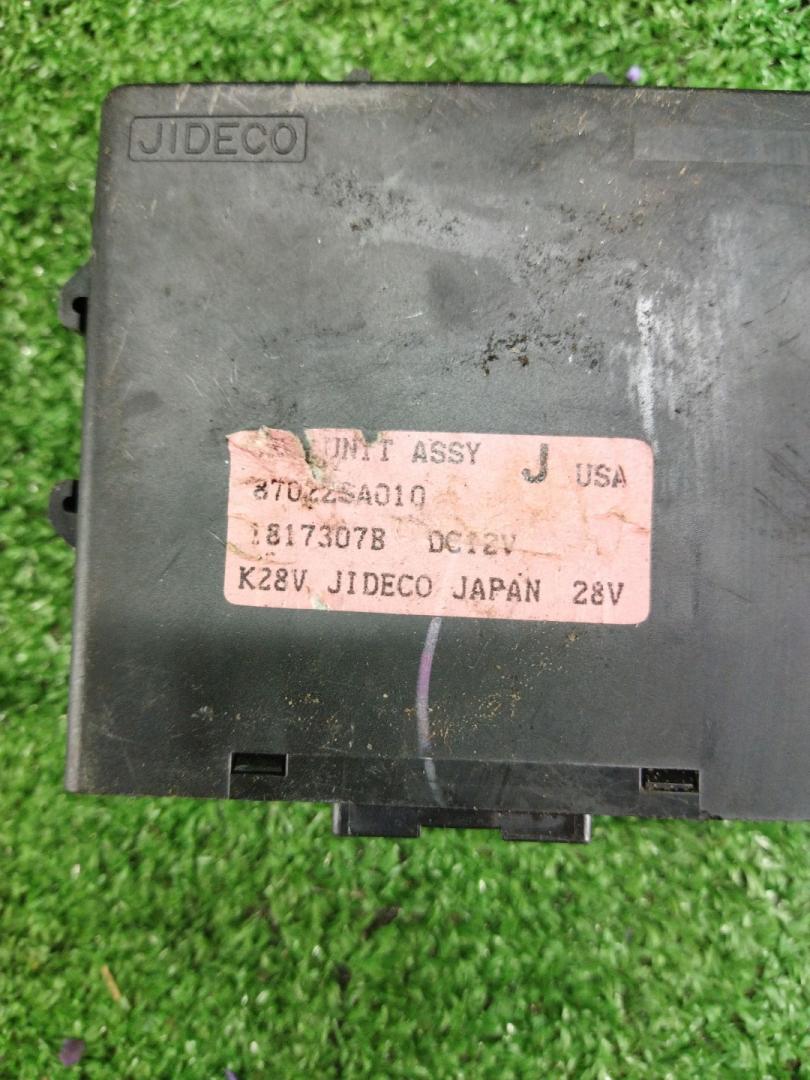 JIDECO
UNIT ASSY J USA
87022SA010
1817307B DC12V
K28V JIDECO JAPAN 28V